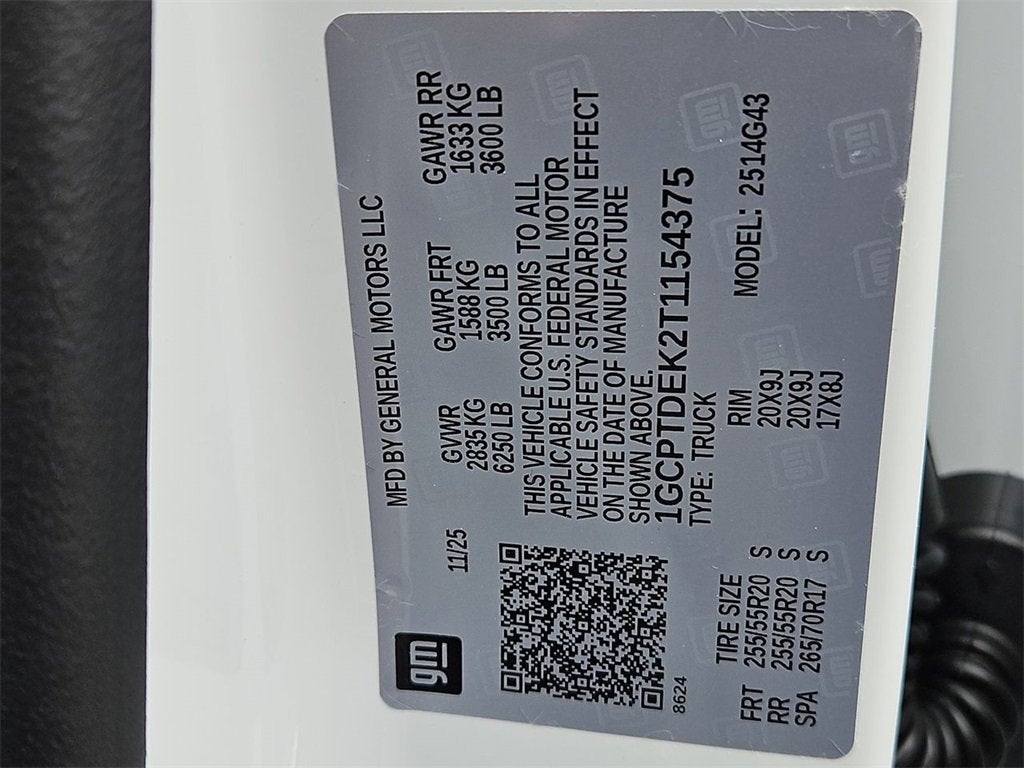 gm
MFD BY GENERAL MOTORS LLC
11/25
GVWR GAWR FRT GAWR RR
2835 KG 1588 KG 1633 KG
6250 LB 3500 LB 3600 LB
THIS VEHICLE CONFORMS TO ALL
APPLICABLE U.S. FEDERAL MOTOR
VEHICLE SAFETY STANDARDS IN EFFECT
ON THE DATE OF MANUFACTURE
SHOWN ABOVE.
1GCPTDEK2T1154375
TYPE: TRUCK
MODEL: 2514G43
8624
TIRE SIZE RIM
FRT 255/55R20 S 20X9J
RR 255/55R20 S 20X9J
SPA 265/70R17 S 17X8J